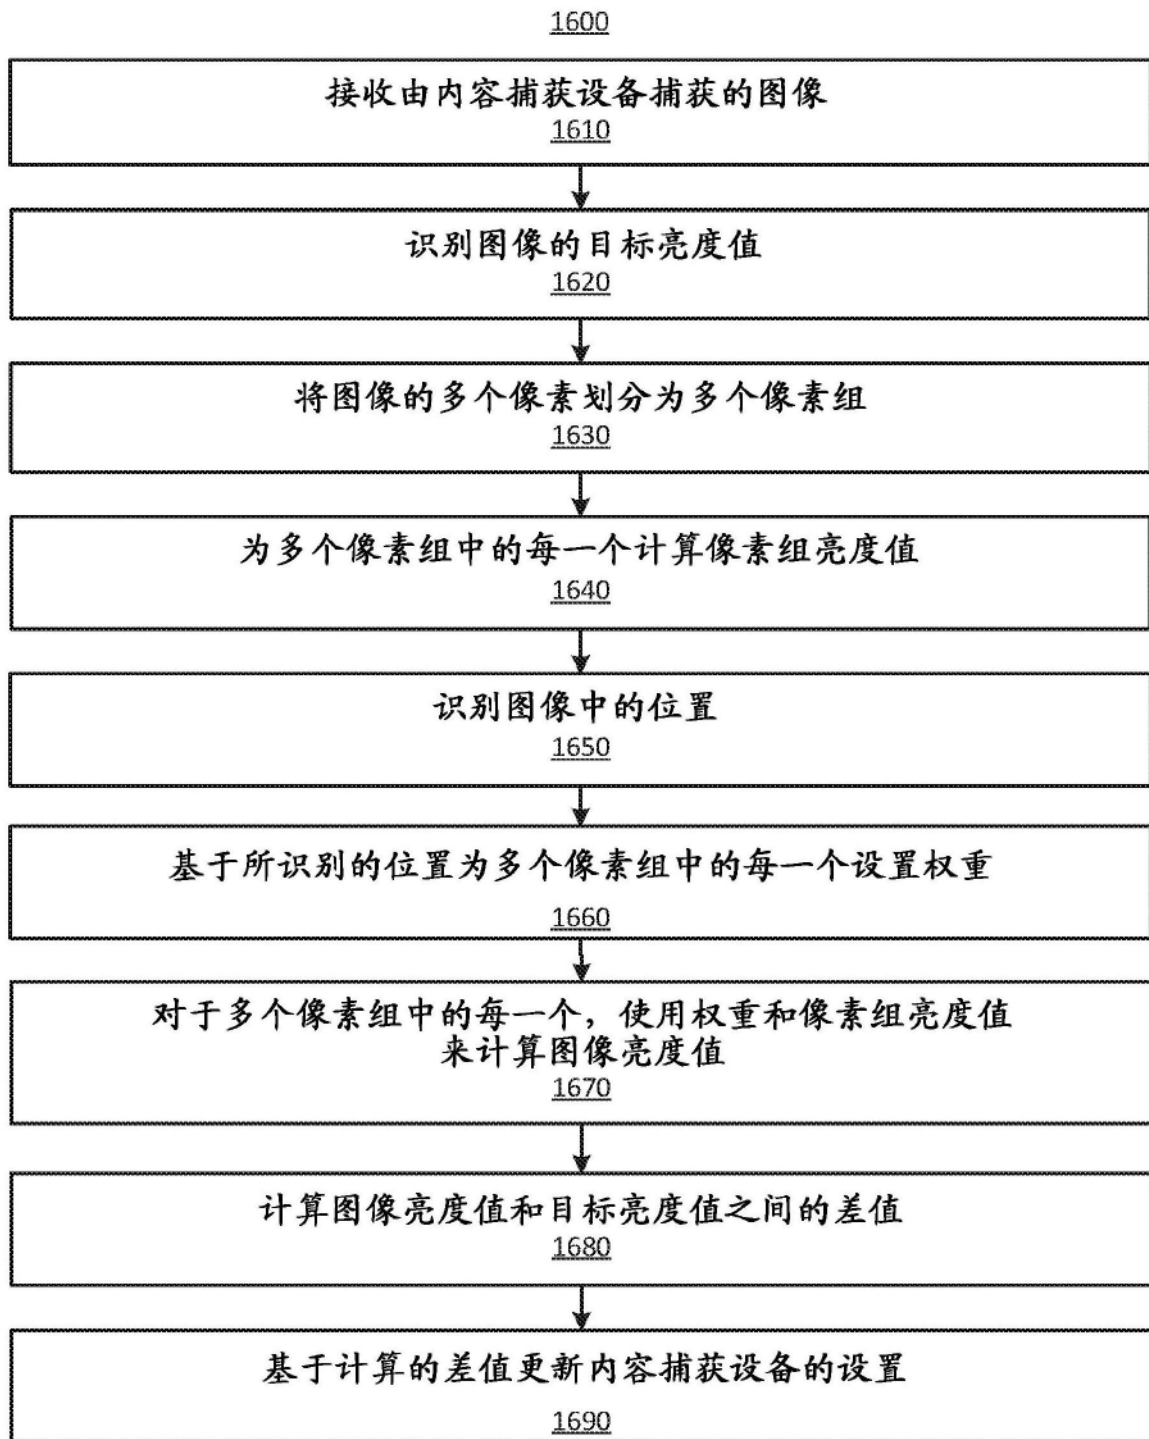 1600
接收由内容捕获设备捕获的图像
1610
识别图像的目标亮度值
1620
将图像的多个像素划分为多个像素组
1630
为多个像素组中的每一个计算像素组亮度值
1640
识别图像中的位置
1650
基于所识别的位置为多个像素组中的每一个设置权重
1660
对于多个像素组中的每一个，使用权重和像素组亮度值
来计算图像亮度值
1670
计算图像亮度值和目标亮度值之间的差值
1680
基于计算的差值更新内容捕获设备的设置
1690